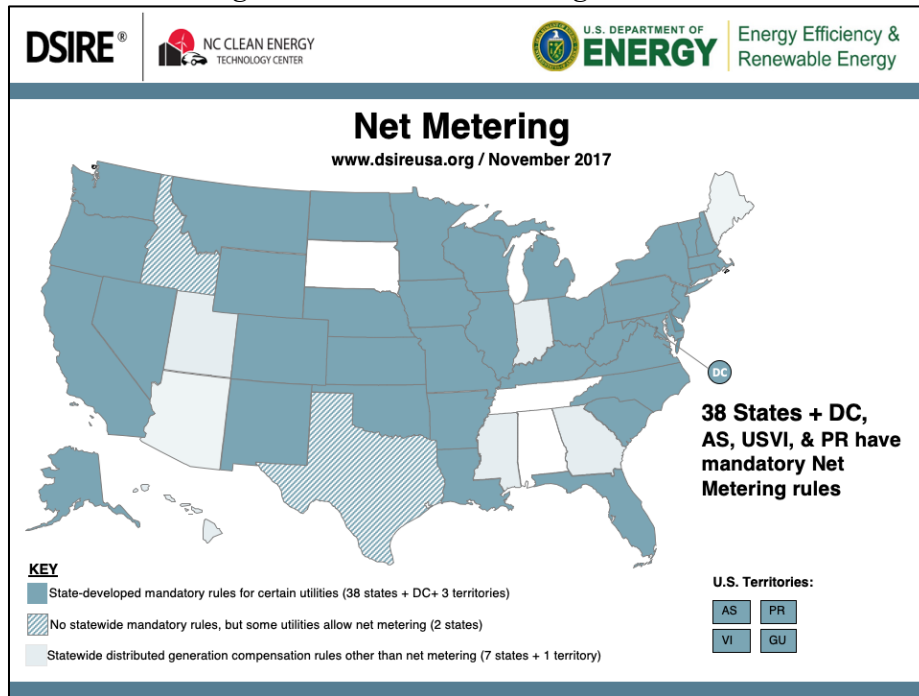 DSIRE®
NC CLEAN ENERGY
TECHNOLOGY CENTER
U.S. DEPARTMENT OF
ENERGY
Energy Efficiency &
Renewable Energy
Net Metering
www.dsireusa.org / November 2017
DC
38 States + DC,
AS, USVI, & PR have
mandatory Net
Metering rules
KEY
State-developed mandatory rules for certain utilities (38 states + DC+ 3 territories)
No statewide mandatory rules, but some utilities allow net metering (2 states)
Statewide distributed generation compensation rules other than net metering (7 states + 1 territory)
U.S. Territories:
AS PR
VI GU